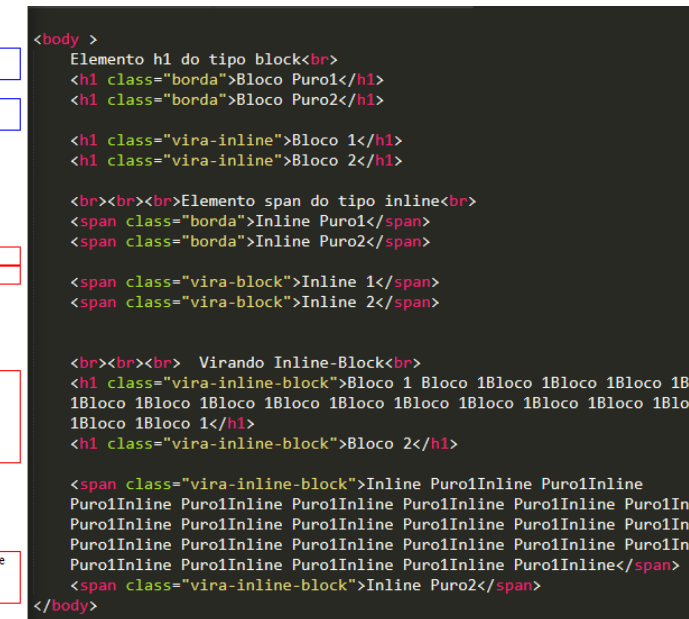 <body >
Elemento h1 do tipo block<br>
<h1 class="borda">Bloco Puro1</h1>
<h1 class="borda">Bloco Puro2</h1>
<h1 class="vira-inline">Bloco 1</h1>
<h1 class="vira-inline">Bloco 2</h1>
<br><br><br>Elemento span do tipo inline<br>
<span class="borda">Inline Puro1</span>
<span class="borda">Inline Puro2</span>
<span class="vira-block">Inline 1</span>
<span class="vira-block">Inline 2</span>
<br><br><br>  Virando Inline-Block<br>
<h1 class="vira-inline-block">Bloco 1 Bloco 1Bloco 1Bloco 1Bloco 1B
1Bloco 1Bloco 1Bloco 1Bloco 1Bloco 1Bloco 1Bloco 1Bloco 1Bloco 1Blo
1Bloco 1Bloco 1</h1>
<h1 class="vira-inline-block">Bloco 2</h1>
<span class="vira-inline-block">Inline Puro1Inline Puro1Inline
Puro1Inline Puro1Inline Puro1Inline Puro1Inline Puro1Inline Puro1In
Puro1Inline Puro1Inline Puro1Inline Puro1Inline Puro1Inline Puro1In
Puro1Inline Puro1Inline Puro1Inline Puro1Inline Puro1Inline Puro1In
e
Puro1Inline Puro1Inline Puro1Inline Puro1Inline Puro1Inline</span>
<span class="vira-inline-block">Inline Puro2</span>
</body>